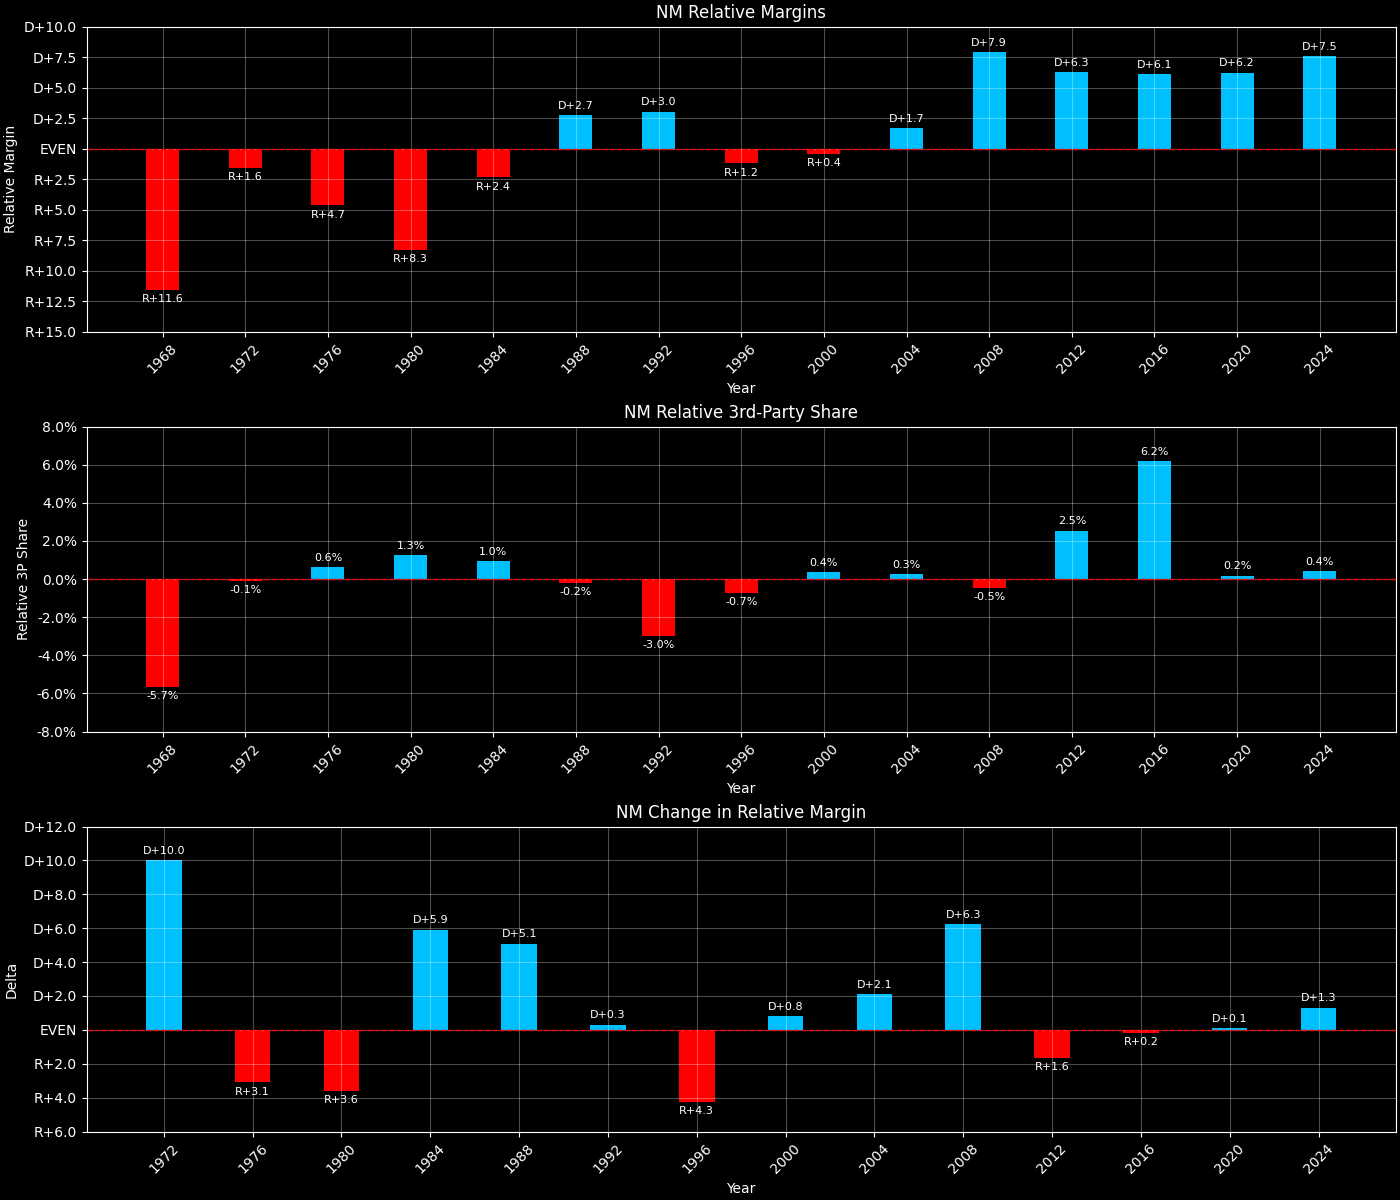 NM Relative Margins
D+10.0
D+7.5
D+5.0
D+2.5
EVEN
R+2.5
R+5.0
R+7.5
R+10.0
R+12.5
R+15.0
Relative Margin
R+11.6
R+1.6
R+4.7
R+8.3
R+2.4
D+2.7
D+3.0
R+1.2
R+0.4
D+1.7
D+7.9
D+6.3
D+6.1
D+6.2
D+7.5
1968 1972 1976 1980 1984 1988 1992 1996 2000 2004 2008 2012 2016 2020 2024
Year
NM Relative 3rd-Party Share
8.0%
6.0%
4.0%
2.0%
0.0%
-2.0%
-4.0%
-6.0%
-8.0%
Relative 3P Share
-5.7%
-0.1%
0.6%
1.3%
1.0%
-0.2%
-3.0%
-0.7%
0.4%
0.3%
-0.5%
2.5%
6.2%
0.2%
0.4%
1968 1972 1976 1980 1984 1988 1992 1996 2000 2004 2008 2012 2016 2020 2024
Year
NM Change in Relative Margin
D+12.0
D+10.0
D+8.0
D+6.0
D+4.0
D+2.0
EVEN
R+2.0
R+4.0
R+6.0
Delta
D+10.0
R+3.1
R+3.6
D+5.9
D+5.1
D+0.3
R+4.3
D+0.8
D+2.1
D+6.3
R+1.6
R+0.2
D+0.1
D+1.3
1972 1976 1980 1984 1988 1992 1996 2000 2004 2008 2012 2016 2020 2024
Year